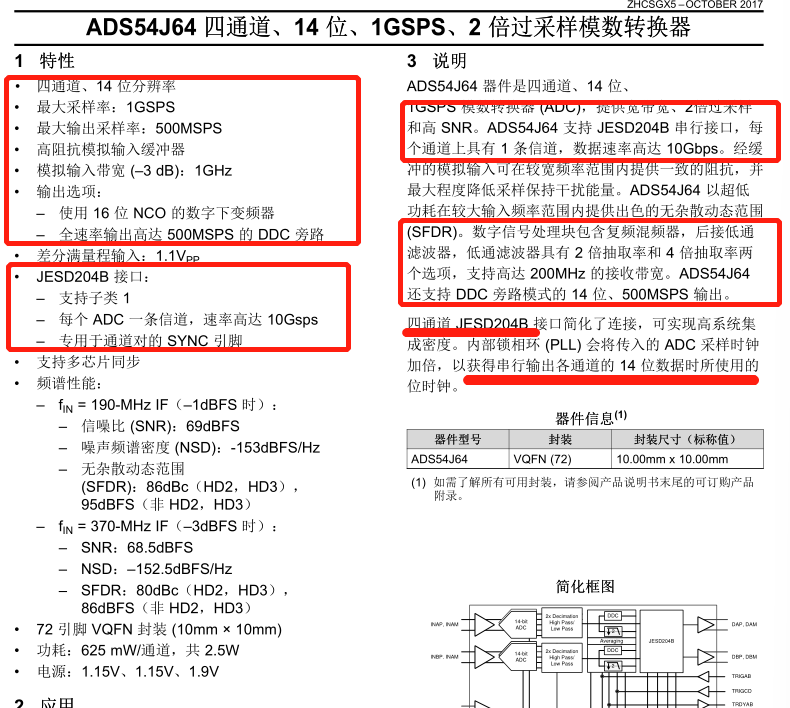 ZHCSGX5 – OCTOBER 2017
ADS54J64 四通道、14 位、1GSPS、2 倍过采样模数转换器
1 特性
• 四通道、14 位分辨率
• 最大采样率：1GSPS
• 最大输出采样率：500MSPS
• 高阻抗模拟输入缓冲器
• 模拟输入带宽 (–3 dB)：1GHz
• 输出选项：
– 使用 16 位 NCO 的数字下变频器
– 全速率输出高达 500MSPS 的 DDC 旁路
• 差分满量程输入：1.1VPP
• JESD204B 接口：
– 支持子类 1
– 每个 ADC 一条信道，速率高达 10Gsps
– 专用于通道对的 SYNC 引脚
• 支持多芯片同步
• 频谱性能：
– fIN = 190-MHz IF（–1dBFS 时）：
– 信噪比 (SNR)：69dBFS
– 噪声频谱密度 (NSD)：-153dBFS/Hz
– 无杂散动态范围
(SFDR)：86dBc（HD2，HD3），
95dBFS（非 HD2，HD3）
– fIN = 370-MHz IF（–3dBFS 时）：
– SNR：68.5dBFS
– NSD：–152.5dBFS/Hz
– SFDR：80dBc（HD2，HD3），
86dBFS（非 HD2，HD3）
• 72 引脚 VQFN 封装 (10mm × 10mm)
• 功耗：625 mW/通道，共 2.5W
• 电源：1.15V、1.15V、1.9V
2 应用
3 说明
ADS54J64 器件是四通道、14 位、
1GSPS 模数转换器 (ADC)，提供宽带宽、2倍过采样
和高 SNR。ADS54J64 支持 JESD204B 串行接口，每
个通道上具有 1 条信道，数据速率高达 10Gbps。经缓
冲的模拟输入可在较宽频率范围内提供一致的阻抗，并
最大程度降低采样保持干扰能量。ADS54J64 以超低
功耗在较大输入频率范围内提供出色的无杂散动态范围
(SFDR)。数字信号处理块包含复频混频器，后接低通
滤波器，低通滤波器具有 2 倍抽取率和 4 倍抽取率两
个选项，支持高达 200MHz 的接收带宽。ADS54J64
还支持 DDC 旁路模式的 14 位、500MSPS 输出。
四通道 JESD204B 接口简化了连接，可实现高系统集
成密度。内部锁相环 (PLL) 会将传入的 ADC 采样时钟
加倍，以获得串行输出各通道的 14 位数据时所使用的
位时钟。
器件信息(1)
器件型号 封装 封装尺寸（标称值）
ADS54J64 VQFN (72) 10.00mm x 10.00mm
(1) 如需了解所有可用封装，请参阅产品说明书末尾的可订购产品
附录。
简化框图
INAP, INAM
14-bit
ADC
2x Decimation
High Pass/
Low Pass
DDC
2
Averaging
JESD204B
DAP, DAM
INBP, INBM
14-bit
ADC
2x Decimation
High Pass/
Low Pass
DDC
2
DBP, DBM
TRIGAB
TRIGCD
TRDYAB